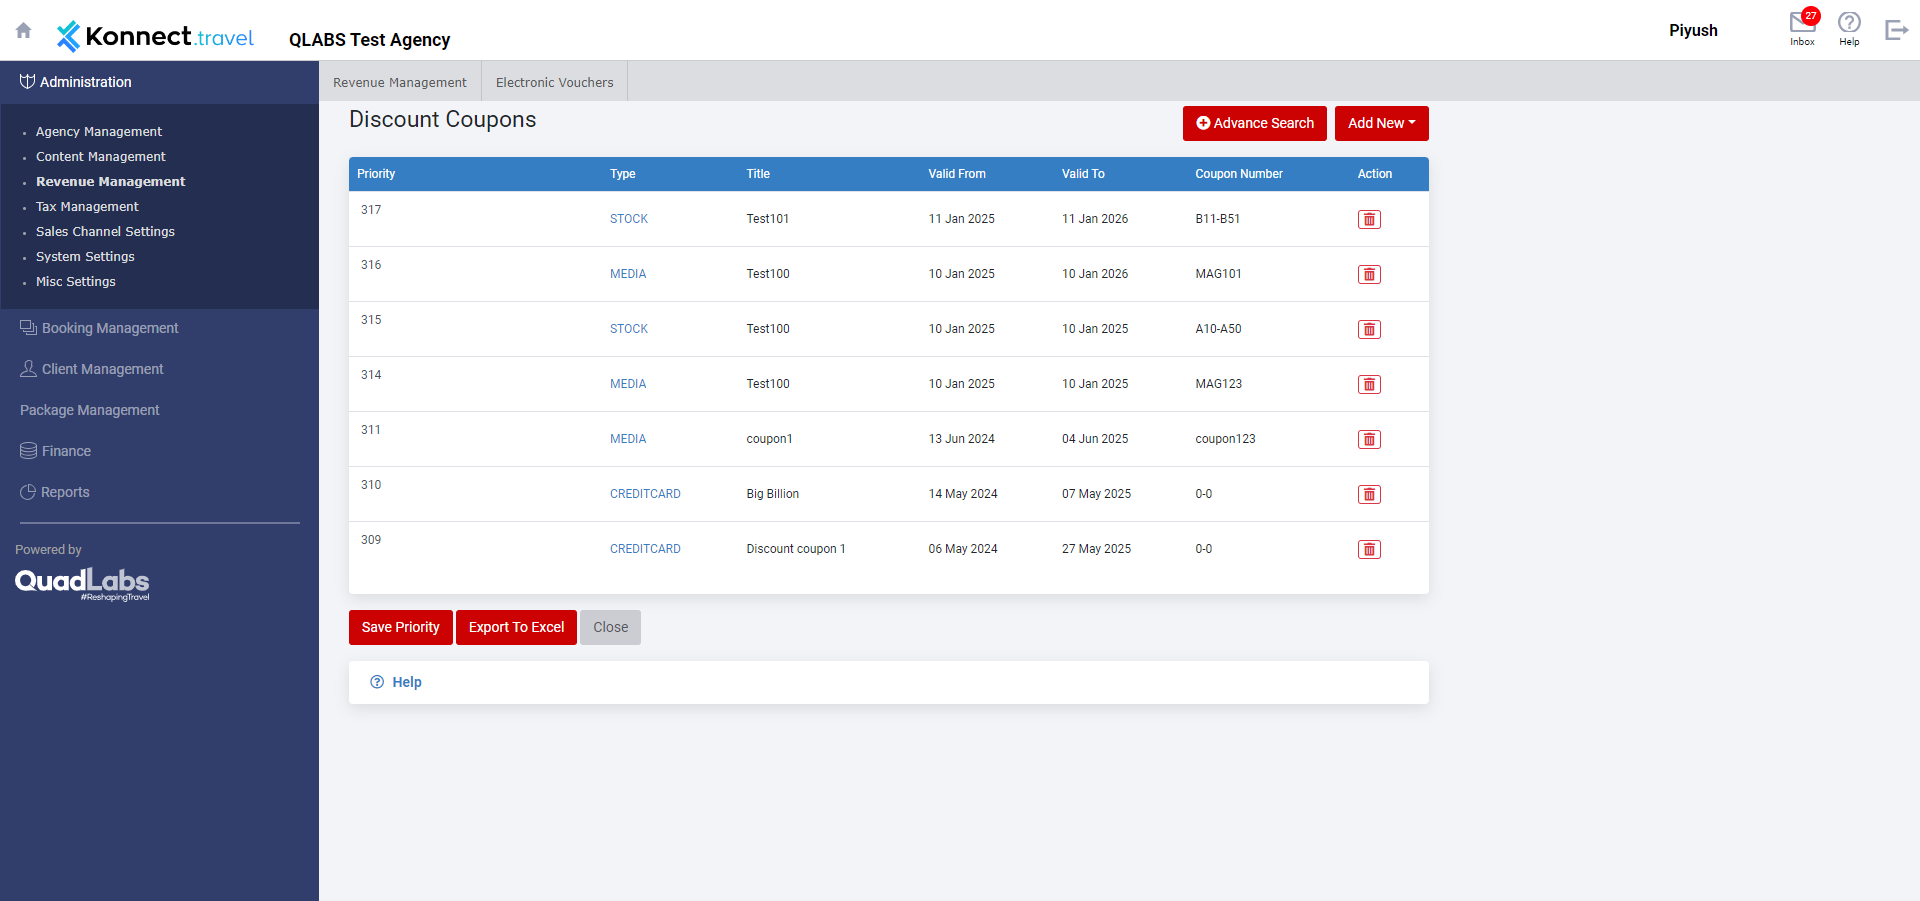 Konnect.travel
QLABS Test Agency
Piyush
27
Inbox
Help
Administration
Agency Management
Content Management
Revenue Management
Tax Management
Sales Channel Settings
System Settings
Misc Settings
Booking Management
Client Management
Package Management
Finance
Reports
Powered by
QuadLabs
#ReshapingTravel
Revenue Management
Electronic Vouchers
Discount Coupons
Advance Search
Add New
Priority Type Title Valid From Valid To Coupon Number Action
317 STOCK Test101 11 Jan 2025 11 Jan 2026 B11-B51
316 MEDIA Test100 10 Jan 2025 10 Jan 2026 MAG101
315 STOCK Test100 10 Jan 2025 10 Jan 2025 A10-A50
314 MEDIA Test100 10 Jan 2025 10 Jan 2025 MAG123
311 MEDIA coupon1 13 Jun 2024 04 Jun 2025 coupon123
310 CREDITCARD Big Billion 14 May 2024 07 May 2025 0-0
309 CREDITCARD Discount coupon 1 06 May 2024 27 May 2025 0-0
Save Priority
Export To Excel
Close
Help